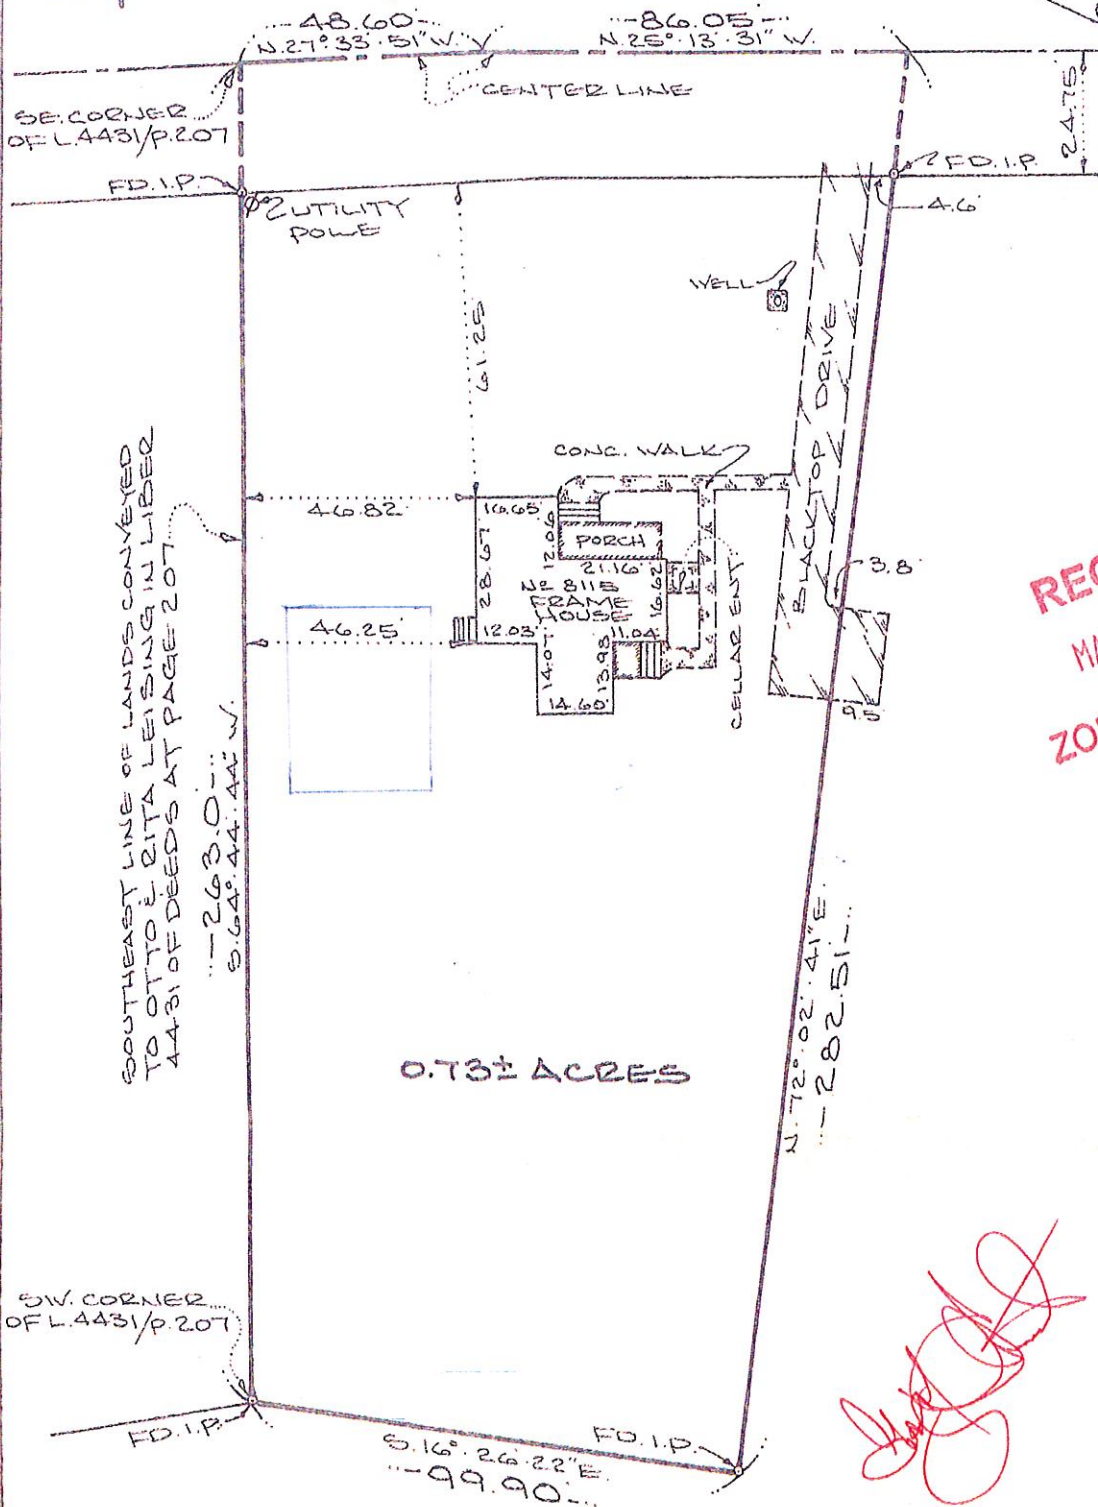 --48.60--
N.27°.33'.51"W.
--86.05--
N.25°.13'.31"W.
CENTER LINE
24.75
SE. CORNER
OF L.4431/P.207
FD. I.P.
FD. I.P.
4.6'
UTILITY
POLE
WELL
61.25
BLACKTOP DRIVE
CONC. WALK
46.82'
16.65'
12.06
PORCH
21.16'
28.67
Nº 8115
FRAME
HOUSE
16.62
3.8'
CELLAR ENT.
46.25'
12.03'
11.04'
14.07
13.93
14.60'
9.5'
SOUTHEAST LINE OF LANDS CONVEYED
TO OTTO & RITA LEISING IN LIBER
4431 OF DEEDS AT PAGE 207
--263.0--
S.64°.44'.44" W.
N.72°.02'.41"E.
--282.51--
0.73± ACRES
SW. CORNER
OF L.4431/P.207
FD. I.P.
S.16°.26'.22"E.
--99.90--
FD. I.P.